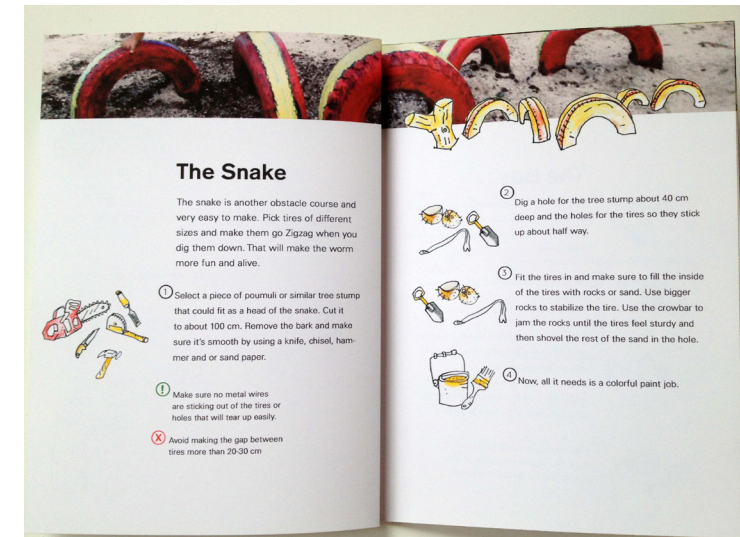 The Snake
The snake is another obstacle course and
very easy to make. Pick tires of different
sizes and make them go Zigzag when you
dig them down. That will make the worm
more fun and alive.
1 Select a piece of poumuli or similar tree stump
that could fit as a head of the snake. Cut it
to about 100 cm. Remove the bark and make
sure it's smooth by using a knife, chisel, ham-
mer and or sand paper.
! Make sure no metal wires
are sticking out of the tires or
holes that will tear up easily.
X Avoid making the gap between
tires more than 20-30 cm
2 Dig a hole for the tree stump about 40 cm
deep and the holes for the tires so they stick
up about half way.
3 Fit the tires in and make sure to fill the inside
of the tires with rocks or sand. Use bigger
rocks to stabilize the tire. Use the crowbar to
jam the rocks until the tires feel sturdy and
then shovel the rest of the sand in the hole.
4 Now, all it needs is a colorful paint job.